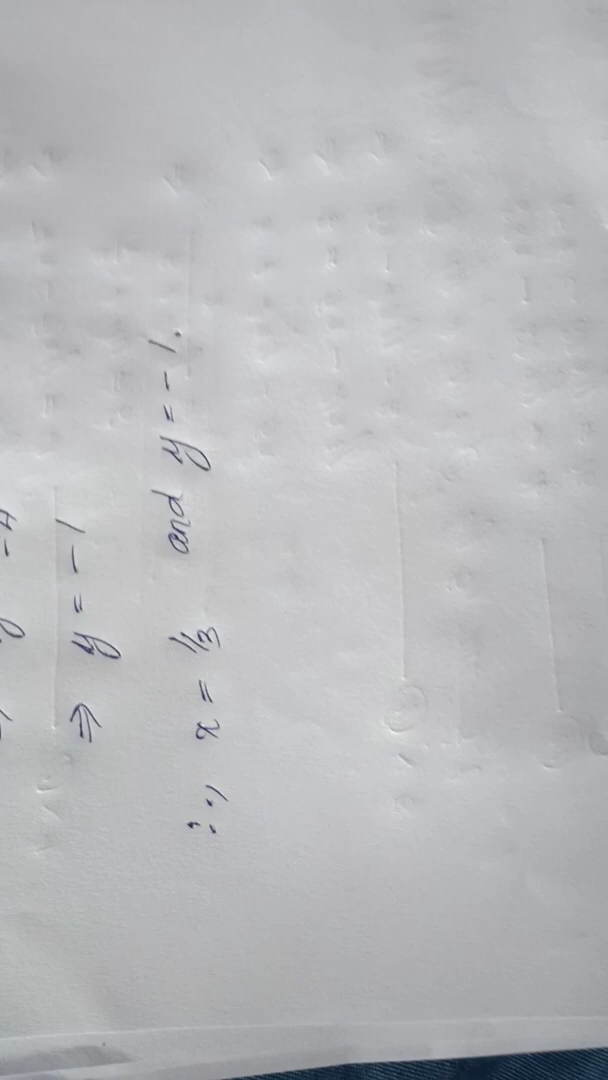 ⇒ y = -1
∴, x = 1/3 and y = -1.